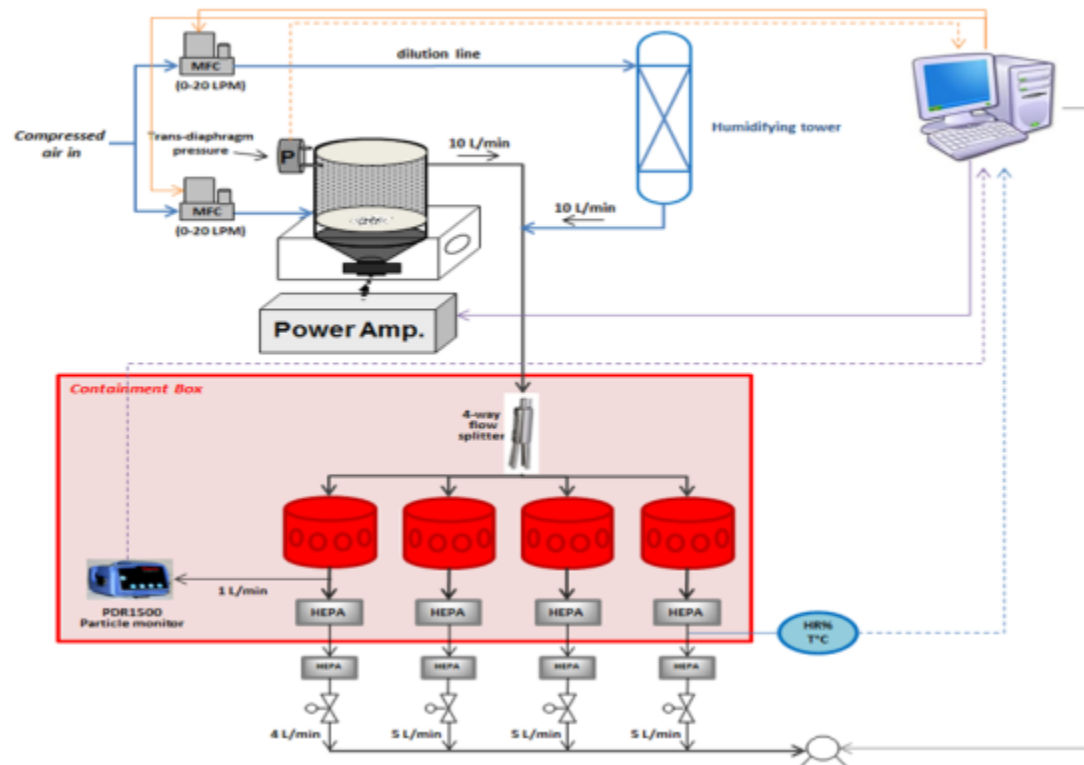 MFC
(0-20 LPM)
dilution line
Compressed
air in
Trans-diaphragm
pressure
P
10 L/min
Humidifying tower
MFC
(0-20 LPM)
10 L/min
Power Amp.
Containment Box
4-way
flow
splitter
1 L/min
PDR1500
Particle monitor
HEPA
HEPA
HEPA
HEPA
HR%
T°C
HEPA
HEPA
HEPA
HEPA
4 L/min
5 L/min
5 L/min
5 L/min